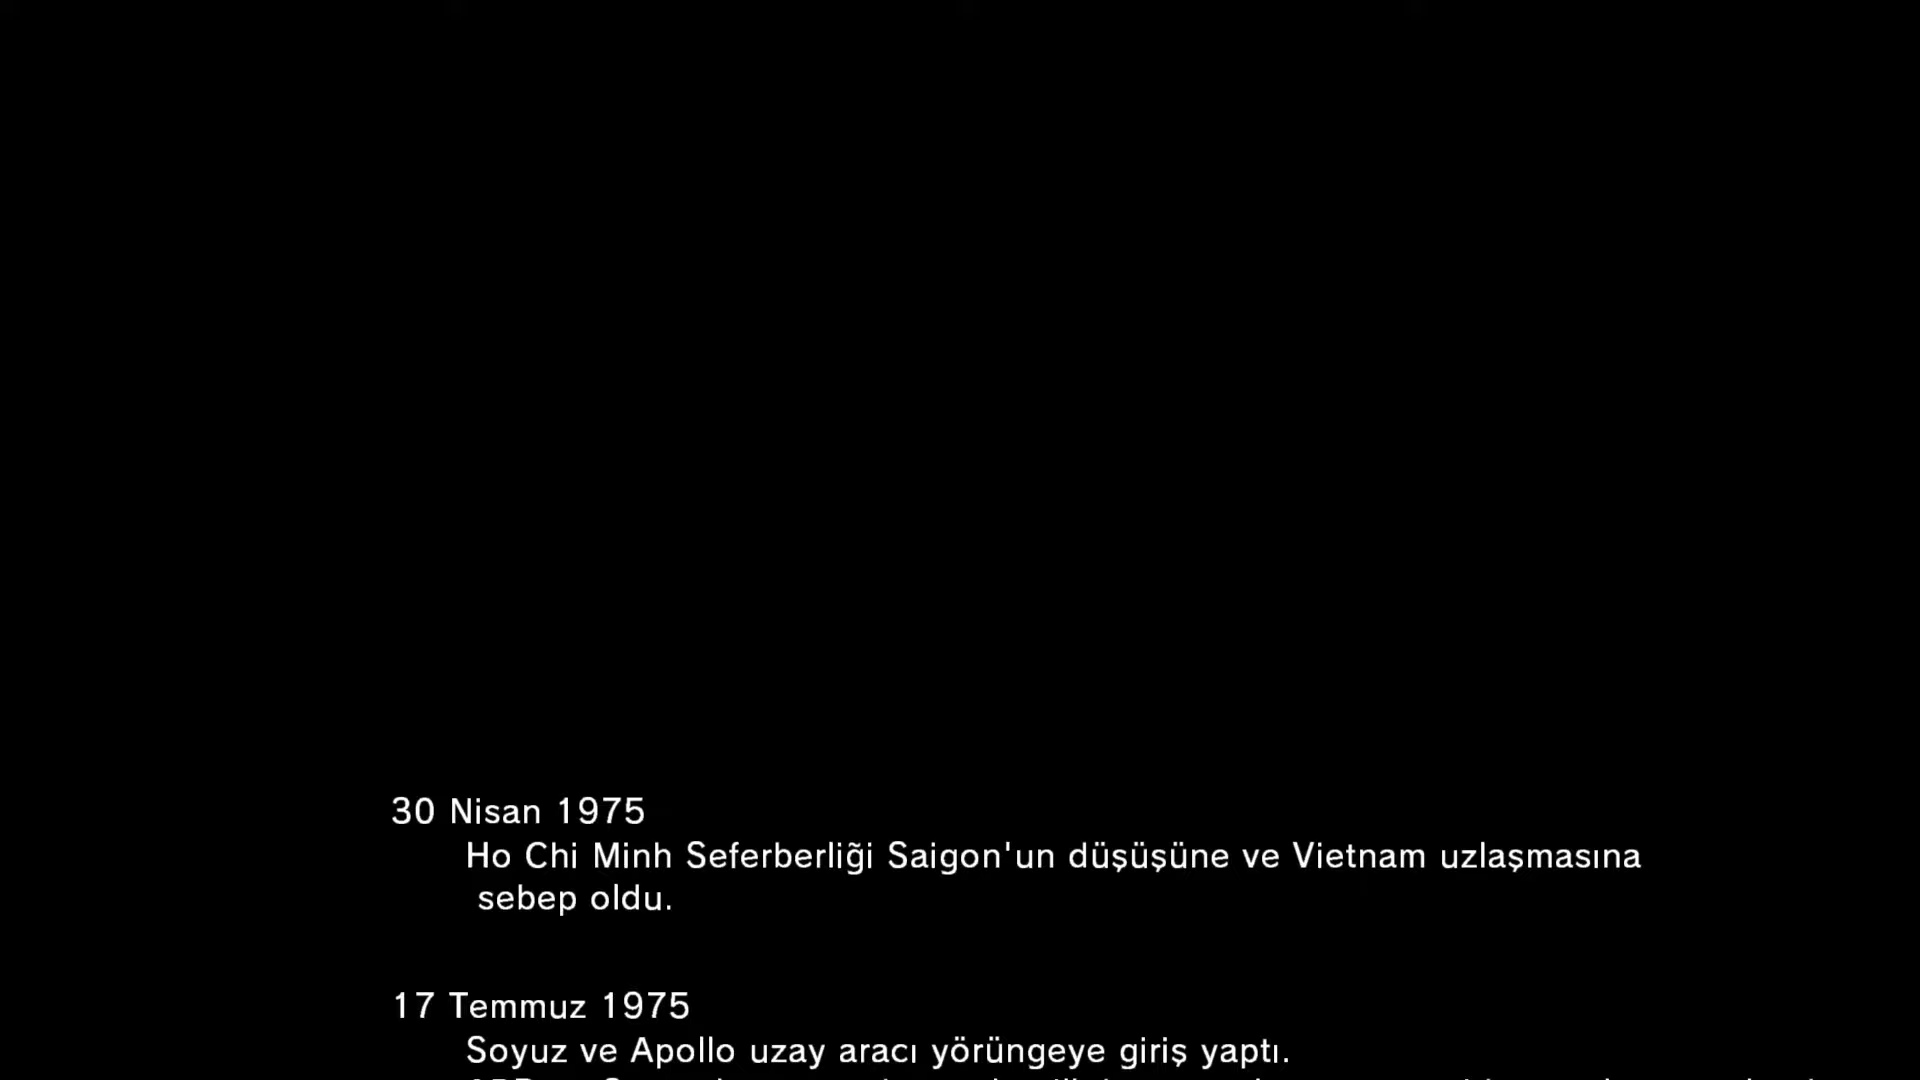 30 Nisan 1975
Ho Chi Minh Seferberliği Saigon'un düşüşüne ve Vietnam uzlaşmasına
sebep oldu.
17 Temmuz 1975
Soyuz ve Apollo uzay aracı yörüngeye giriş yaptı.